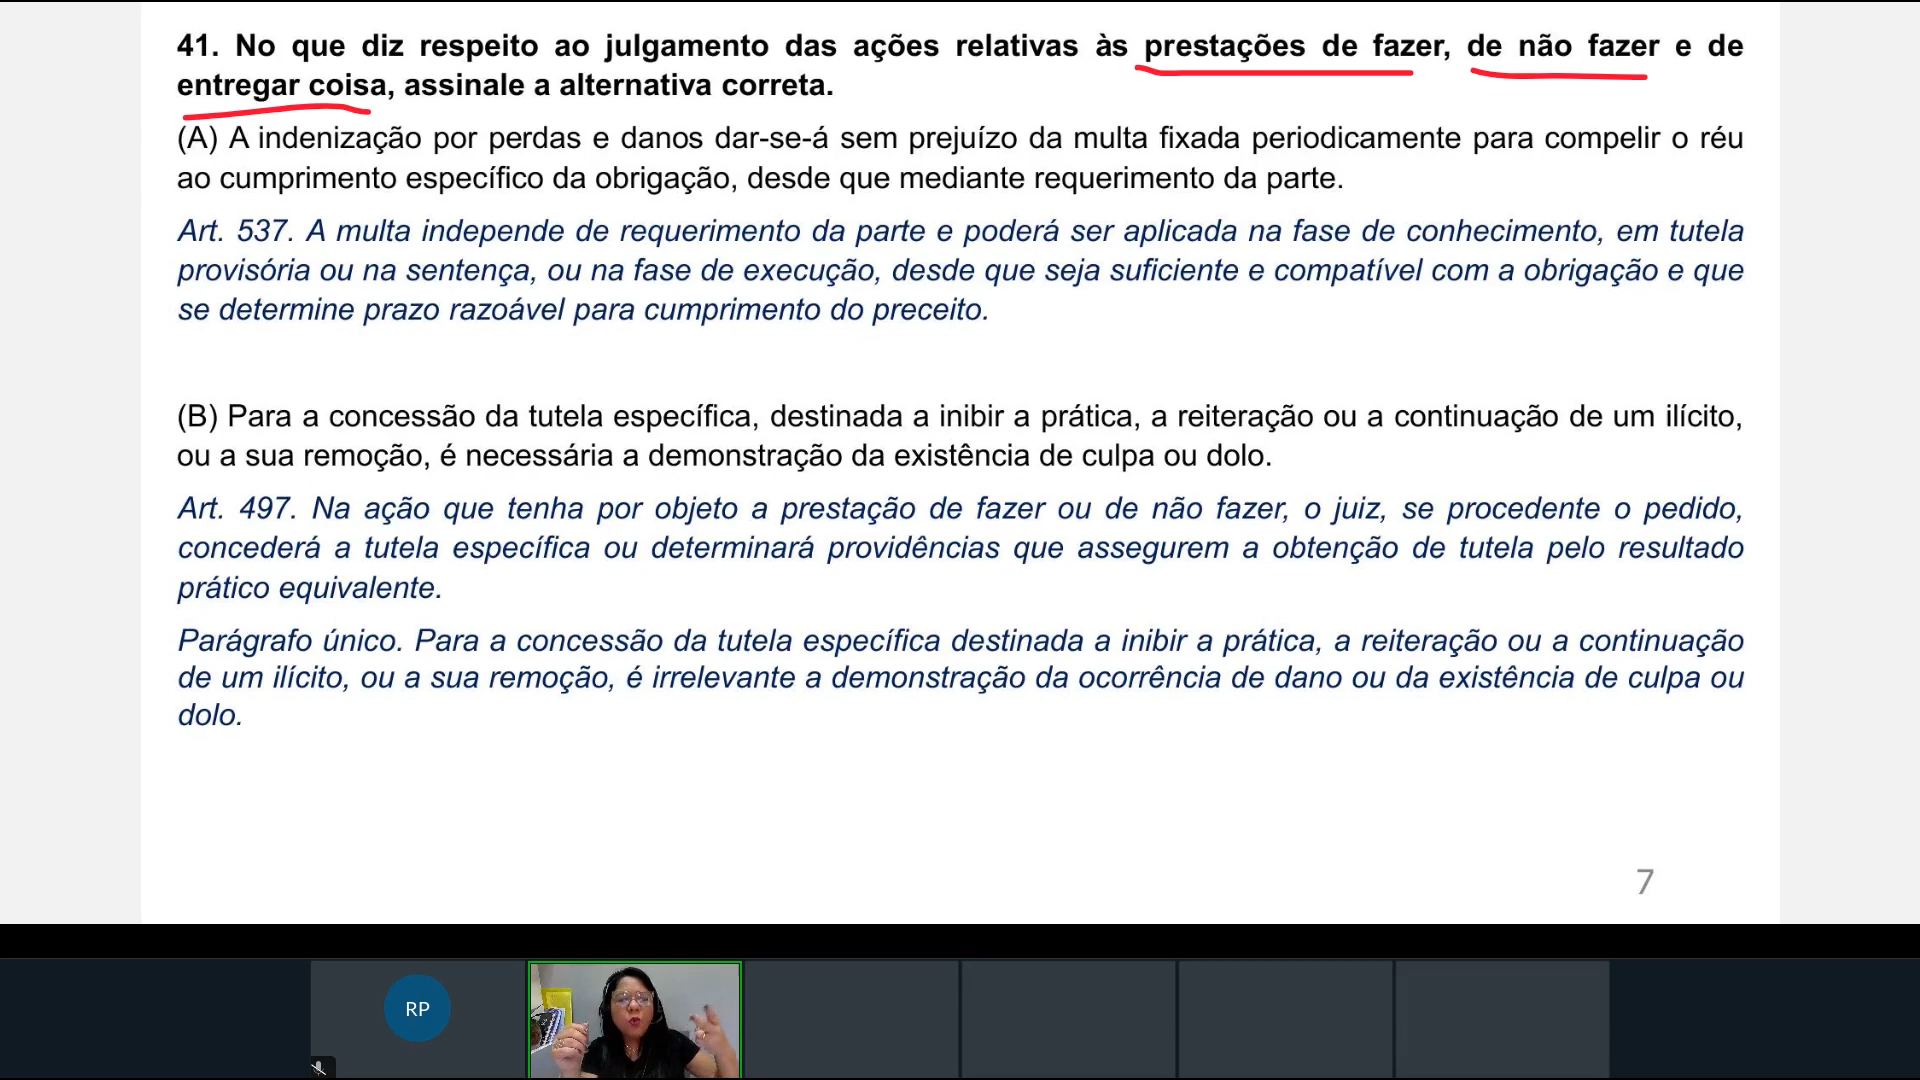 41. No que diz respeito ao julgamento das ações relativas às prestações de fazer, de não fazer e de
entregar coisa, assinale a alternativa correta.
(A) A indenização por perdas e danos dar-se-á sem prejuízo da multa fixada periodicamente para compelir o réu
ao cumprimento específico da obrigação, desde que mediante requerimento da parte.
Art. 537. A multa independe de requerimento da parte e poderá ser aplicada na fase de conhecimento, em tutela
provisória ou na sentença, ou na fase de execução, desde que seja suficiente e compatível com a obrigação e que
se determine prazo razoável para cumprimento do preceito.
(B) Para a concessão da tutela específica, destinada a inibir a prática, a reiteração ou a continuação de um ilícito,
ou a sua remoção, é necessária a demonstração da existência de culpa ou dolo.
Art. 497. Na ação que tenha por objeto a prestação de fazer ou de não fazer, o juiz, se procedente o pedido,
concederá a tutela específica ou determinará providências que assegurem a obtenção de tutela pelo resultado
prático equivalente.
Parágrafo único. Para a concessão da tutela específica destinada a inibir a prática, a reiteração ou a continuação
de um ilícito, ou a sua remoção, é irrelevante a demonstração da ocorrência de dano ou da existência de culpa ou
dolo.
7
RP